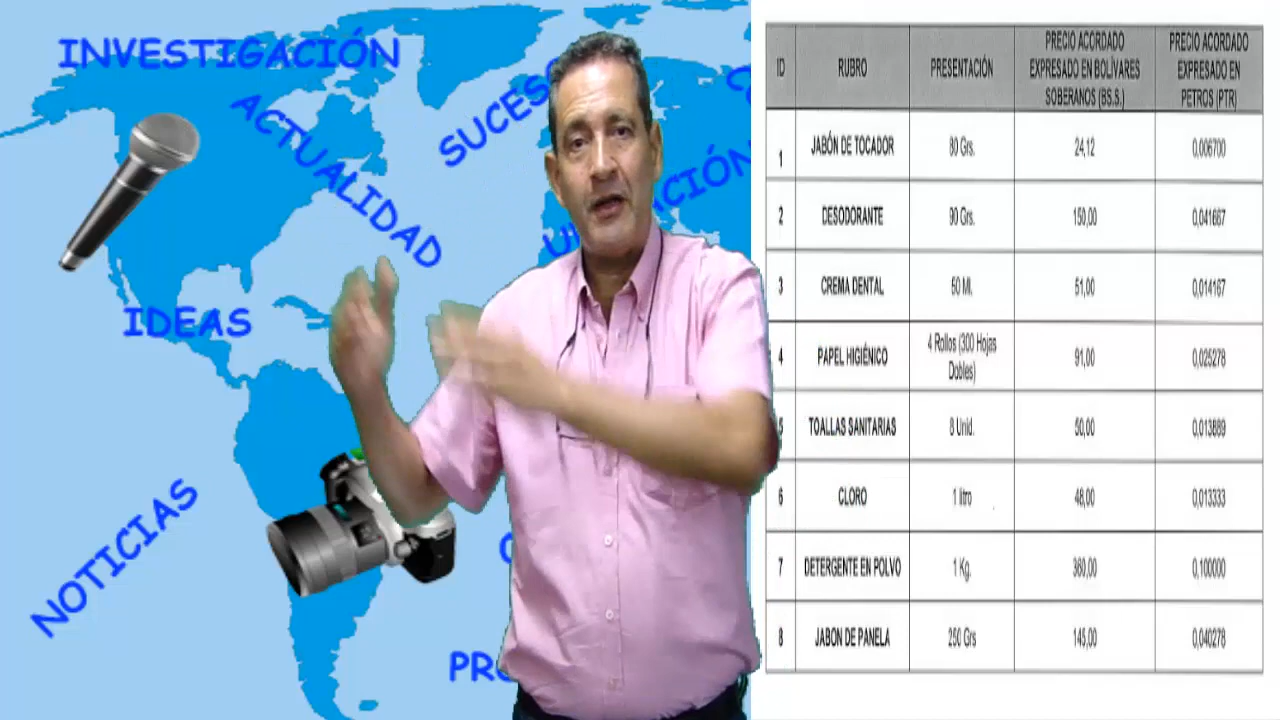 INVESTIGACIÓN
ACTUALIDAD
IDEAS
NOTICIAS
ID RUBRO PRESENTACIÓN PRECIO ACORDADO EXPRESADO EN BOLÍVARES SOBERANOS (BS.S.) PRECIO ACORDADO EXPRESADO EN PETROS (PTR)
1 JABÓN DE TOCADOR 80 Grs. 24,12 0,006700
2 DESODORANTE 90 Grs. 150,00 0,041667
3 CREMA DENTAL 50 Ml. 51,00 0,014167
4 PAPEL HIGIÉNICO 4 Rollos (300 Hojas Dobles) 91,00 0,025278
5 TOALLAS SANITARIAS 8 Unid. 50,00 0,013889
6 CLORO 1 litro 48,00 0,013333
7 DETERGENTE EN POLVO 1 Kg. 360,00 0,100000
8 JABON DE PANELA 250 Grs 145,00 0,040278